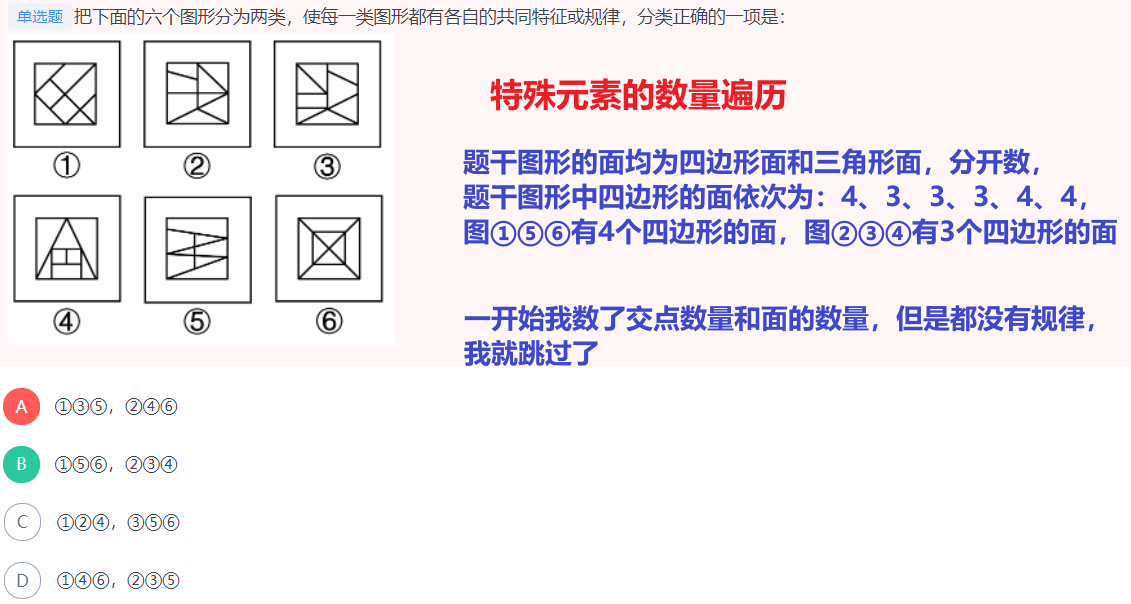 单选题 把下面的六个图形分为两类，使每一类图形都有各自的共同特征或规律，分类正确的一项是：
特殊元素的数量遍历
题干图形的面均为四边形面和三角形面，分开数，
题干图形中四边形的面依次为：4、3、3、3、4、4，
图①⑤⑥有4个四边形的面，图②③④有3个四边形的面
① ② ③
④ ⑤ ⑥
一开始我数了交点数量和面的数量，但是都没有规律，
我就跳过了
A ①③⑤，②④⑥
B ①⑤⑥，②③④
C ①②④，③⑤⑥
D ①④⑥，②③⑤